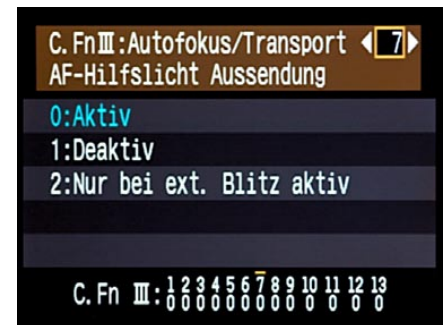 C.Fn Ⅲ:Autofokus/Transport 7
AF-Hilfslicht Aussendung
0:Aktiv
1:Deaktiv
2:Nur bei ext. Blitz aktiv
C.Fn Ⅲ: 1 2 3 4 5 6 7 8 9 10 11 12 13
0 0 0 0 0 0 0 0 0 0 0 0 0